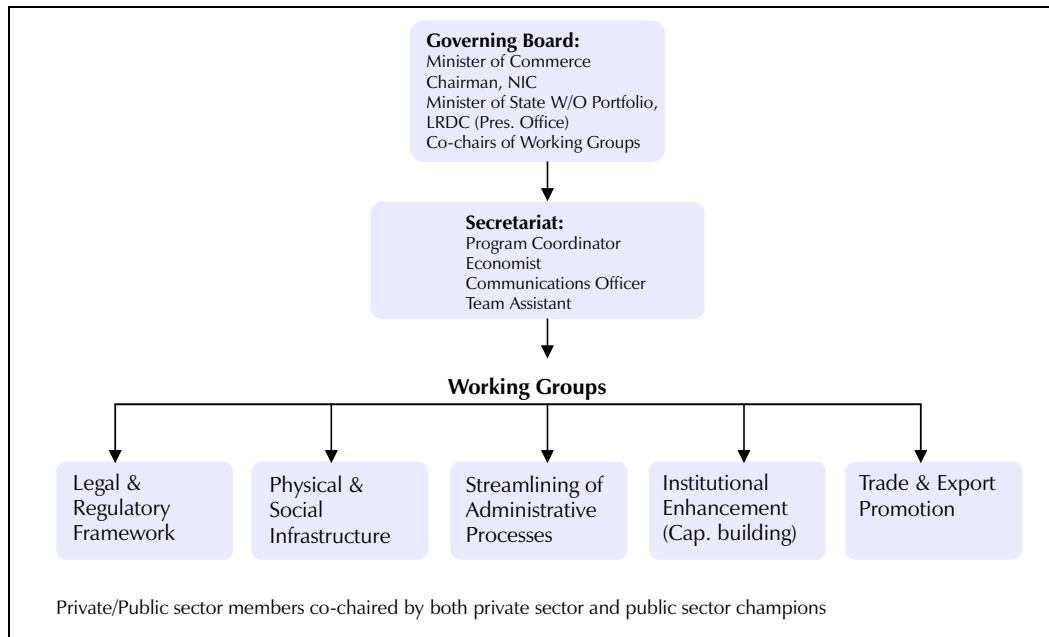 Governing Board:
Minister of Commerce
Chairman, NIC
Minister of State W/O Portfolio,
LRDC (Pres. Office)
Co-chairs of Working Groups
Secretariat:
Program Coordinator
Economist
Communications Officer
Team Assistant
Working Groups
Legal &
Regulatory
Framework
Physical &
Social
Infrastructure
Streamlining of
Administrative
Processes
Institutional
Enhancement
(Cap. building)
Trade & Export
Promotion
Private/Public sector members co-chaired by both private sector and public sector champions